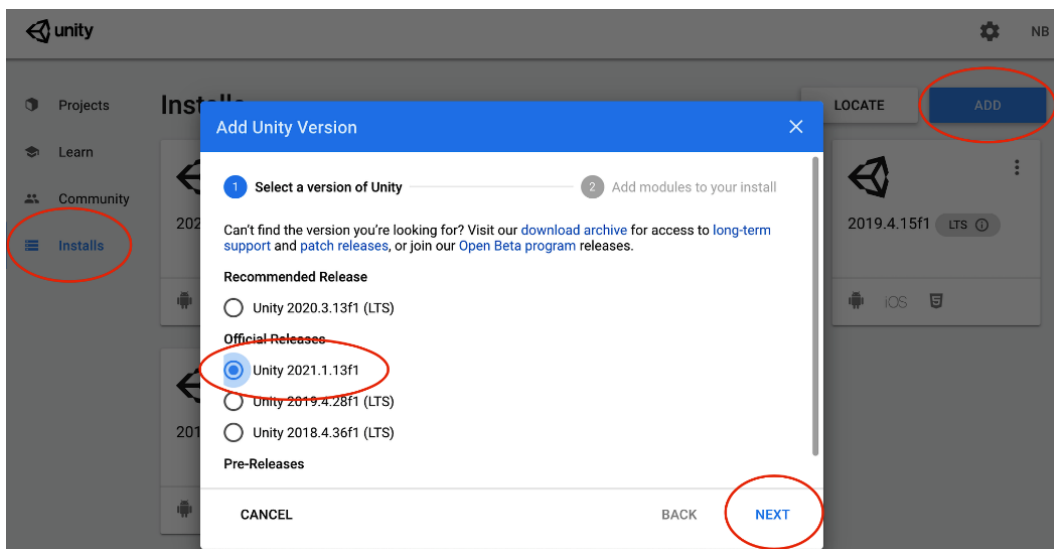 unity
NB
Projects
Learn
Community
Installs
LOCATE
ADD
Add Unity Version
1 Select a version of Unity
2 Add modules to your install
Can't find the version you're looking for? Visit our download archive for access to long-term
support and patch releases, or join our Open Beta program releases.
Recommended Release
Unity 2020.3.13f1 (LTS)
Official Releases
Unity 2021.1.13f1
Unity 2019.4.28f1 (LTS)
Unity 2018.4.36f1 (LTS)
Pre-Releases
CANCEL
BACK
NEXT
2019.4.15f1 LTS
iOS